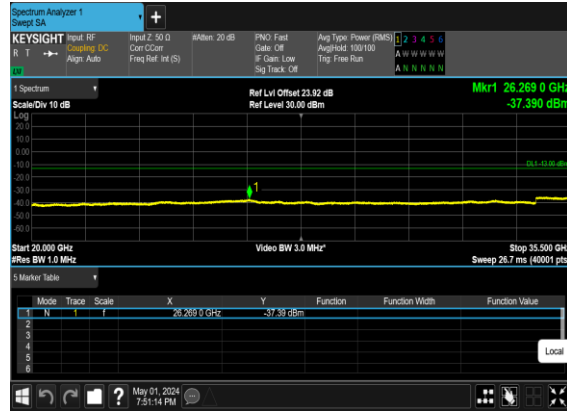 Spectrum Analyzer 1
Swept SA
+
KEYSIGHT Input: RF Input Z: 50 Ω #Atten: 20 dB PNO: Fast Avg Type: Power (RMS) 1 2 3 4 5 6
R T Coupling: DC Corr CCorr Gate: Off Avg|Hold: 100/100 A W W W W W
Align: Auto Freq Ref: Int (S) IF Gain: Low Trig: Free Run
LXI Sig Track: Off A N N N N N
1 Spectrum Ref Lvl Offset 23.92 dB Mkr1 26.269 0 GHz
Scale/Div 10 dB Ref Level 30.00 dBm -37.390 dBm
Log
20.0
10.0
0.00
-10.0 DL1 -13.00 dBm
-20.0
-30.0 1
-40.0
-50.0
-60.0
Start 20.000 GHz Video BW 3.0 MHz* Stop 35.500 GHz
#Res BW 1.0 MHz Sweep 26.7 ms (40001 pts)
5 Marker Table
Mode Trace Scale X Y Function Function Width Function Value
1 N 1 f 26.269 0 GHz -37.39 dBm
2
3
4
5
6
Local
? May 01, 2024
7:51:14 PM